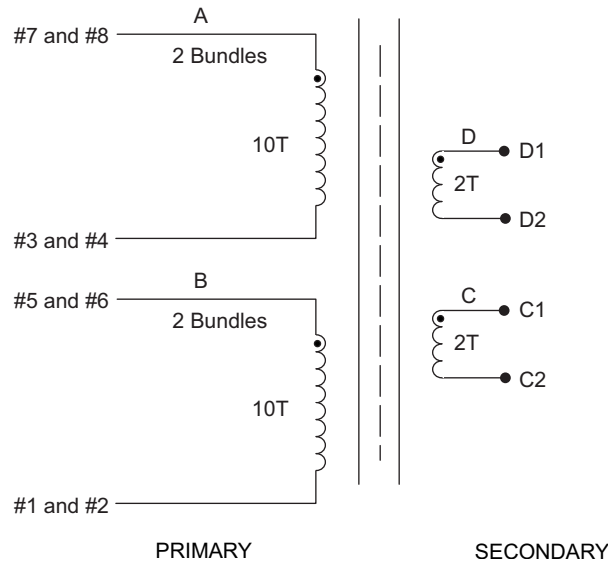 A
#7 and #8
2 Bundles
10T
#3 and #4
D
D1
2T
D2
B
#5 and #6
2 Bundles
10T
#1 and #2
C
C1
2T
C2
PRIMARY
SECONDARY